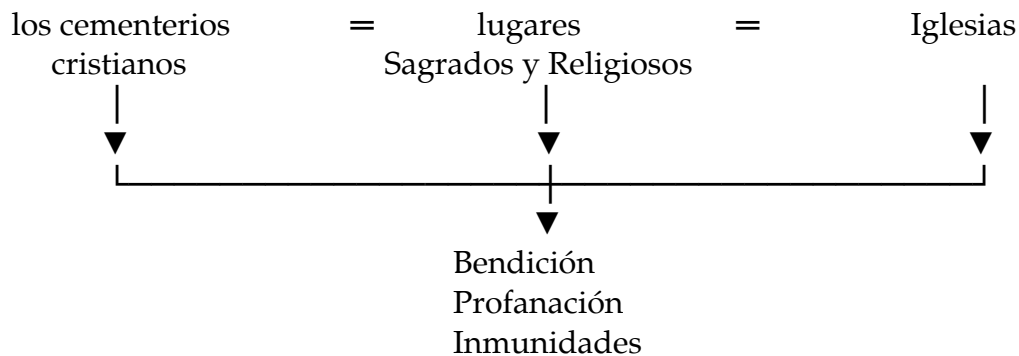 los cementerios = lugares = Iglesias
cristianos Sagrados y Religiosos
Bendición
Profanación
Inmunidades